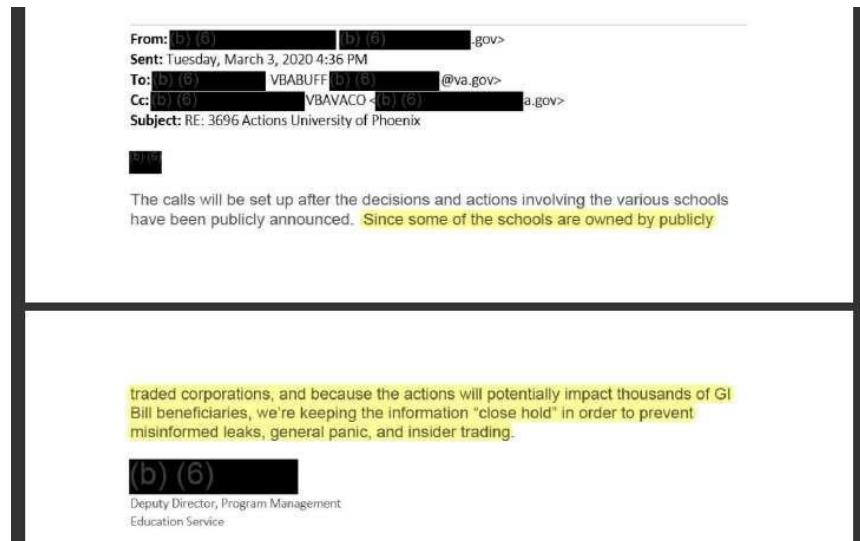 From: (b) (6) (b) (6) .gov>
Sent: Tuesday, March 3, 2020 4:36 PM
To: (b) (6) VBABUFF (b) (6) @va.gov>
Cc: (b) (6) VBAVACO <(b) (6) a.gov>
Subject: RE: 3696 Actions University of Phoenix
(b) (6)
The calls will be set up after the decisions and actions involving the various schools
have been publicly announced. Since some of the schools are owned by publicly
traded corporations, and because the actions will potentially impact thousands of GI
Bill beneficiaries, we're keeping the information “close hold” in order to prevent
misinformed leaks, general panic, and insider trading.
(b) (6)
Deputy Director, Program Management
Education Service